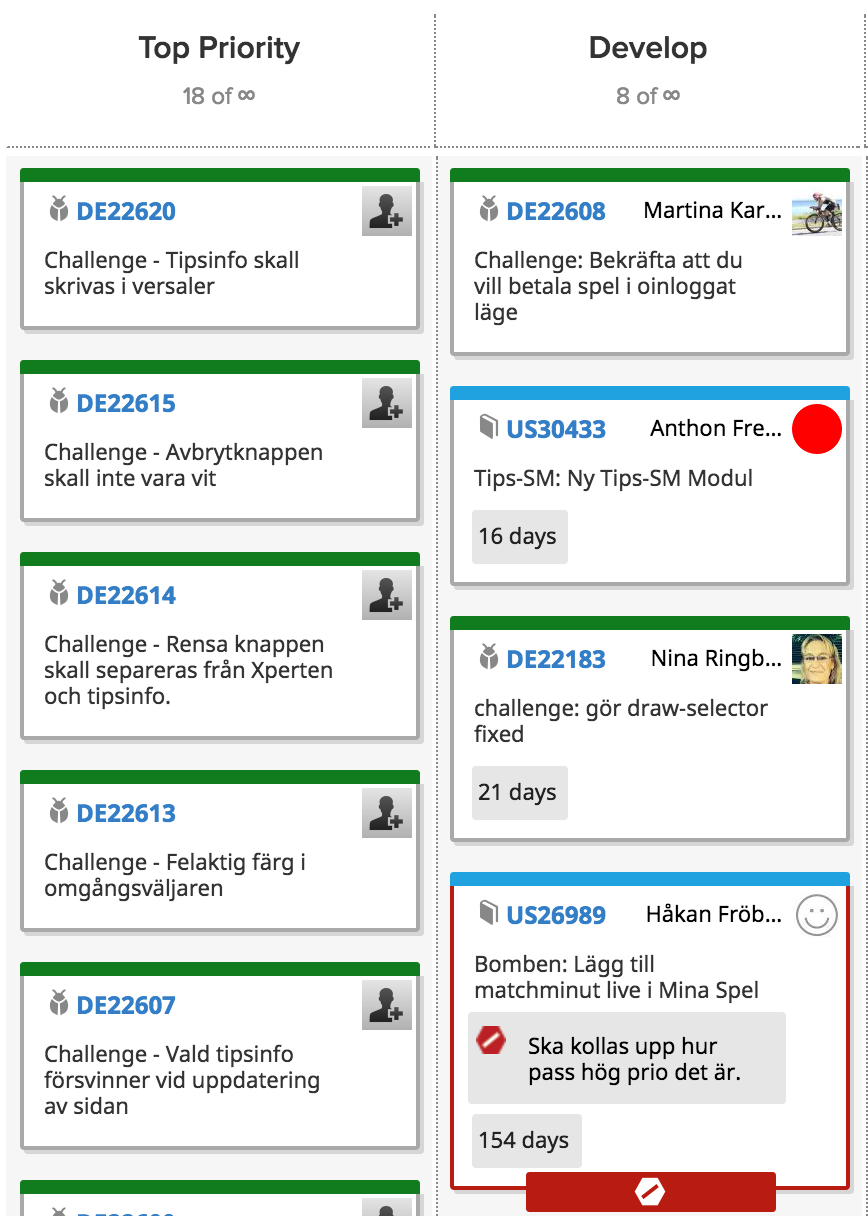 Top Priority
18 of ∞
DE22620
Challenge - Tipsinfo skall
skrivas i versaler
DE22615
Challenge - Avbrytknappen
skall inte vara vit
DE22614
Challenge - Rensa knappen
skall separeras från Xperten
och tipsinfo.
DE22613
Challenge - Felaktig färg i
omgångsväljaren
DE22607
Challenge - Vald tipsinfo
försvinner vid uppdatering
av sidan
Develop
8 of ∞
DE22608 Martina Kar...
Challenge: Bekräfta att du
vill betala spel i oinloggat
läge
US30433 Anthon Fre...
Tips-SM: Ny Tips-SM Modul
16 days
DE22183 Nina Ringb...
challenge: gör draw-selector
fixed
21 days
US26989 Håkan Fröb...
Bomben: Lägg till
matchminut live i Mina Spel
Ska kollas upp hur
pass hög prio det är.
154 days